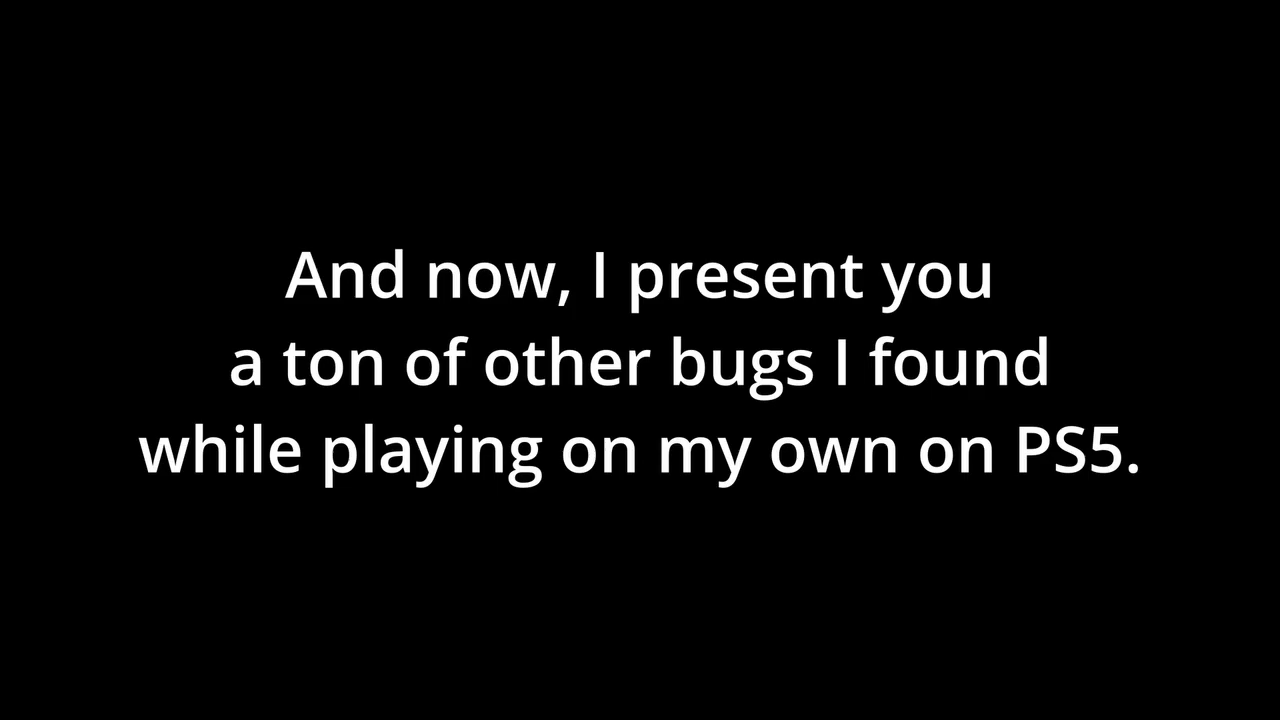 And now, I present you
a ton of other bugs I found
while playing on my own on PS5.